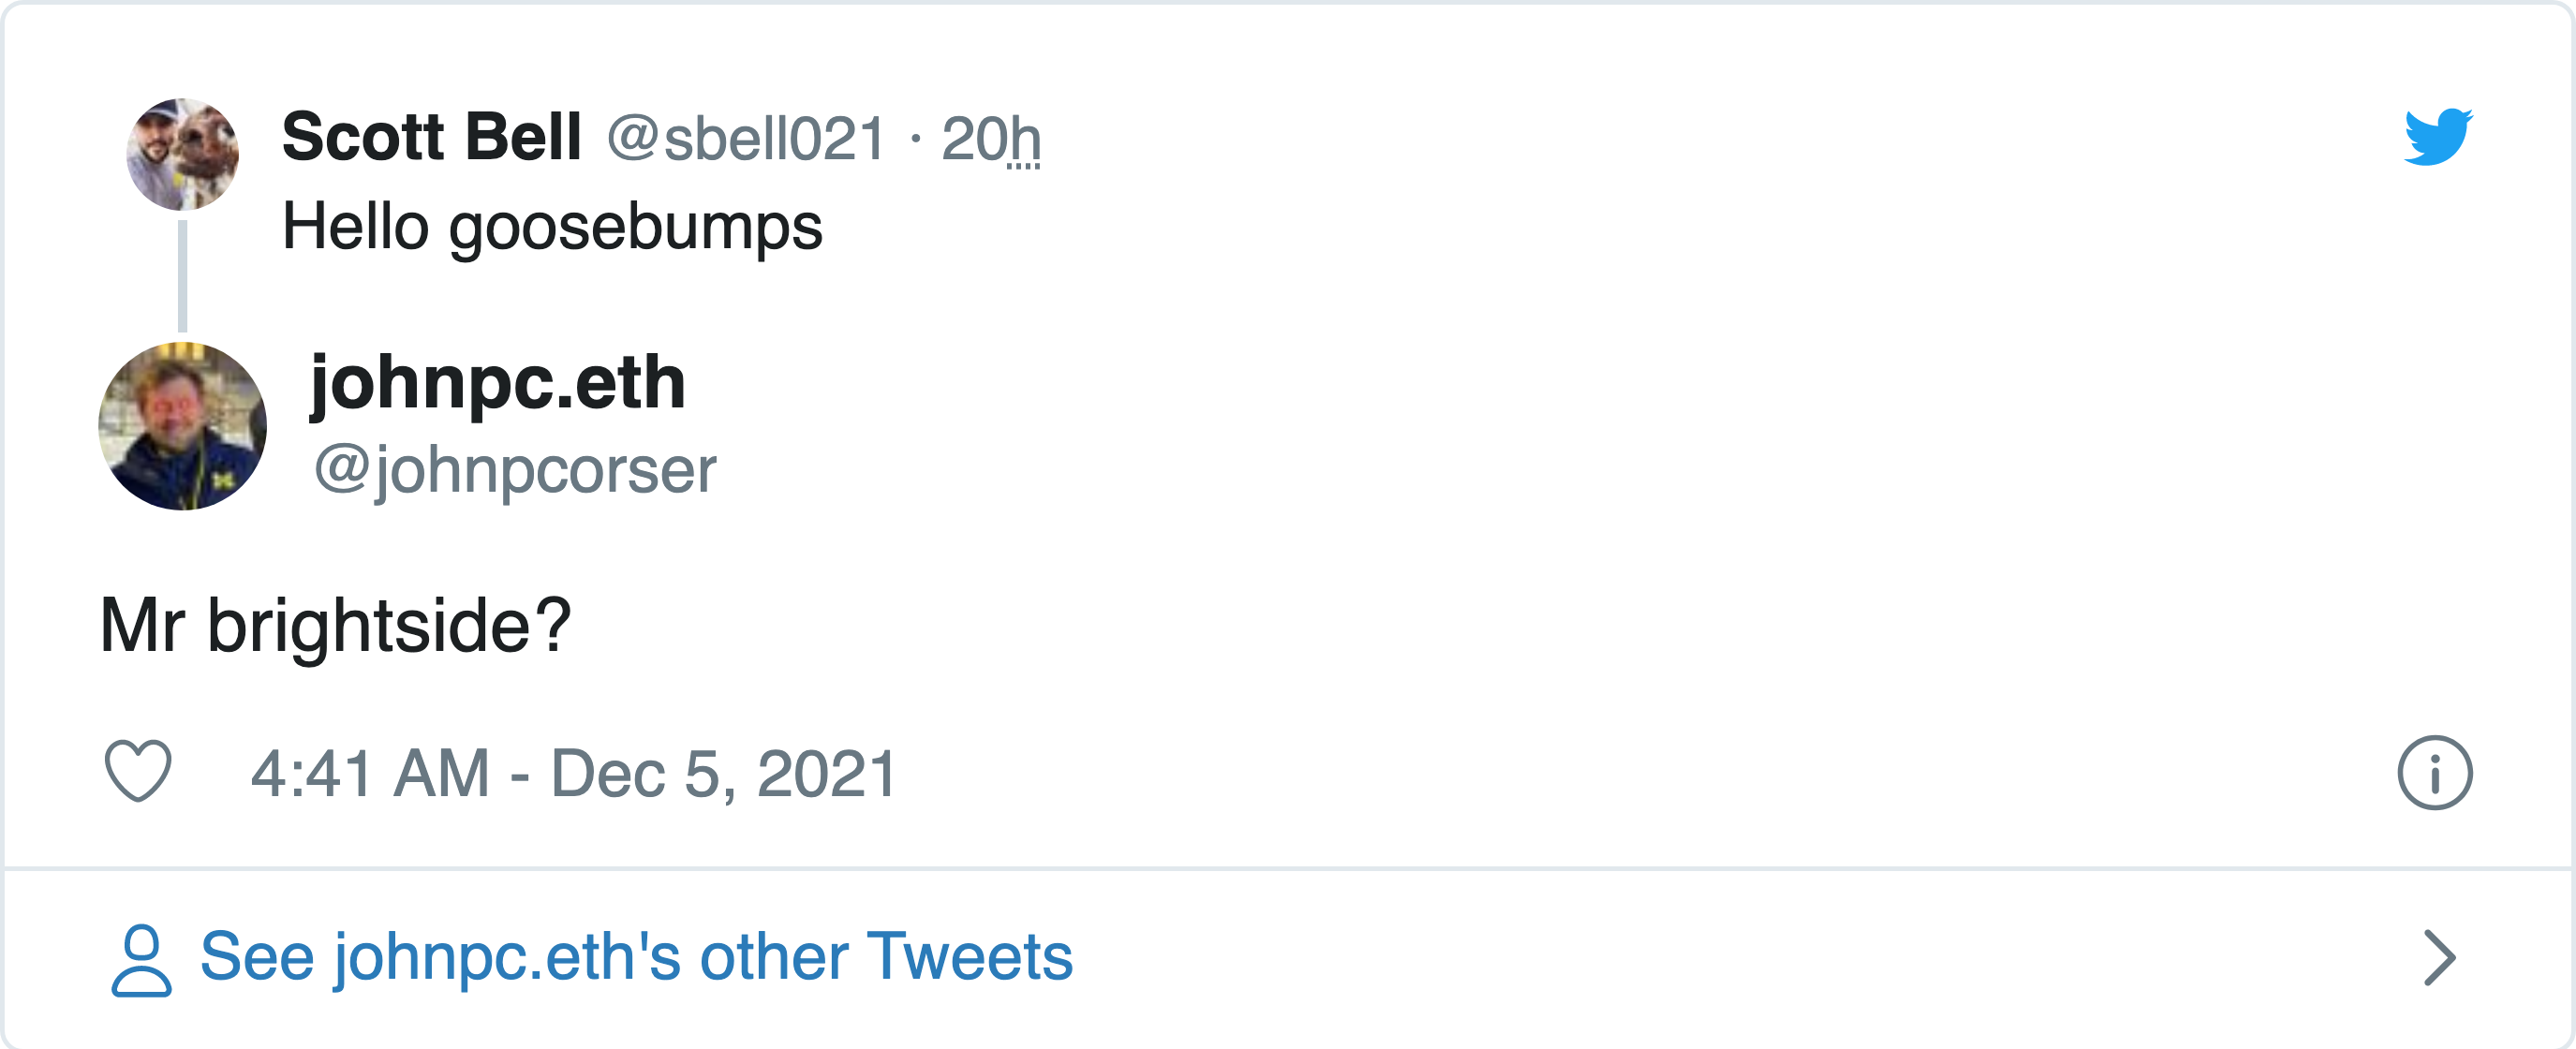 Scott Bell @sbell021 · 20h
Hello goosebumps
johnpc.eth
@johnpcorser
Mr brightside?
4:41 AM - Dec 5, 2021
See johnpc.eth's other Tweets